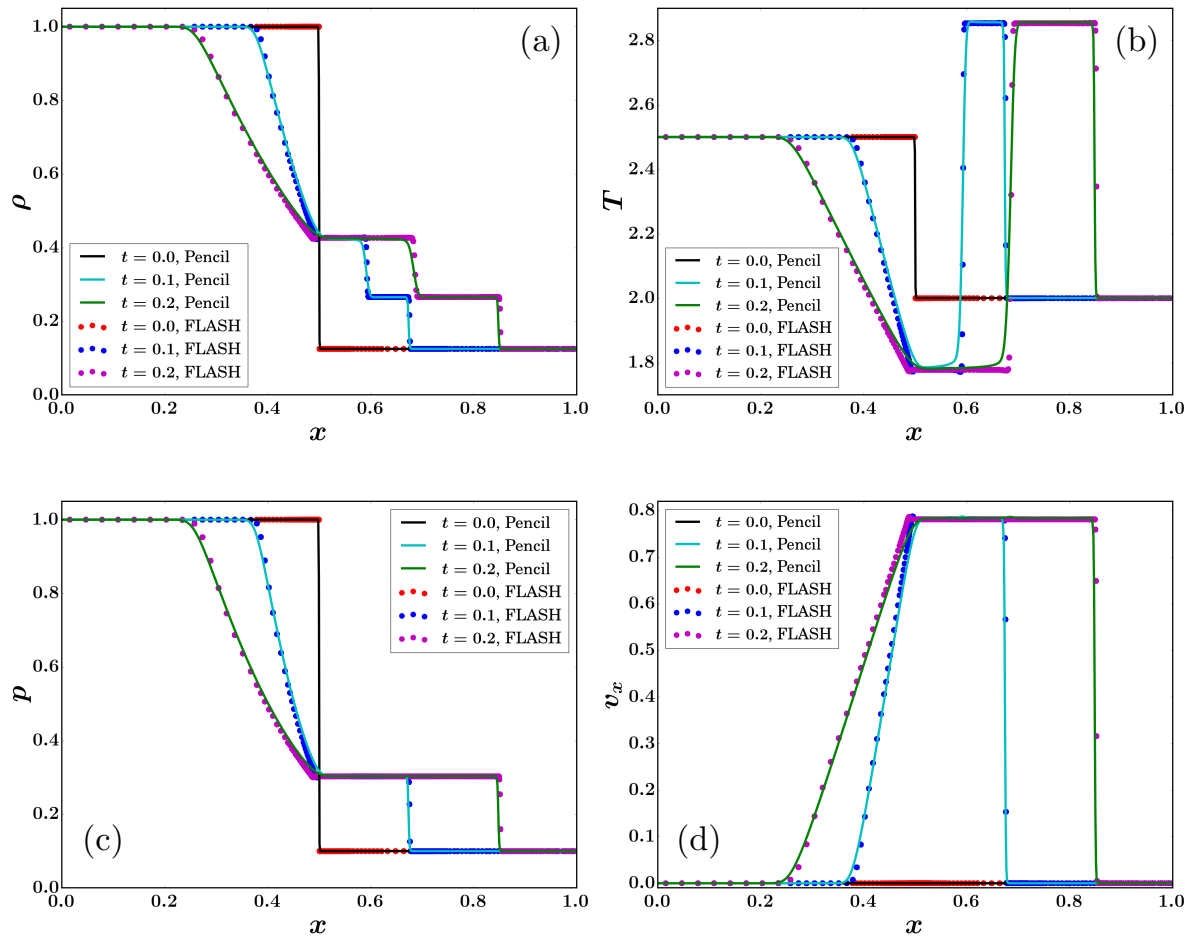 (a)
ρ
1.0
0.8
0.6
0.4
0.2
0.0
t = 0.0, Pencil
t = 0.1, Pencil
t = 0.2, Pencil
t = 0.0, FLASH
t = 0.1, FLASH
t = 0.2, FLASH
0.0 0.2 0.4 0.6 0.8 1.0
x
(b)
T
2.8
2.6
2.4
2.2
2.0
1.8
t = 0.0, Pencil
t = 0.1, Pencil
t = 0.2, Pencil
t = 0.0, FLASH
t = 0.1, FLASH
t = 0.2, FLASH
0.0 0.2 0.4 0.6 0.8 1.0
x
(c)
p
1.0
0.8
0.6
0.4
0.2
0.0
t = 0.0, Pencil
t = 0.1, Pencil
t = 0.2, Pencil
t = 0.0, FLASH
t = 0.1, FLASH
t = 0.2, FLASH
0.0 0.2 0.4 0.6 0.8 1.0
x
(d)
vₓ
0.8
0.7
0.6
0.5
0.4
0.3
0.2
0.1
0.0
t = 0.0, Pencil
t = 0.1, Pencil
t = 0.2, Pencil
t = 0.0, FLASH
t = 0.1, FLASH
t = 0.2, FLASH
0.0 0.2 0.4 0.6 0.8 1.0
x